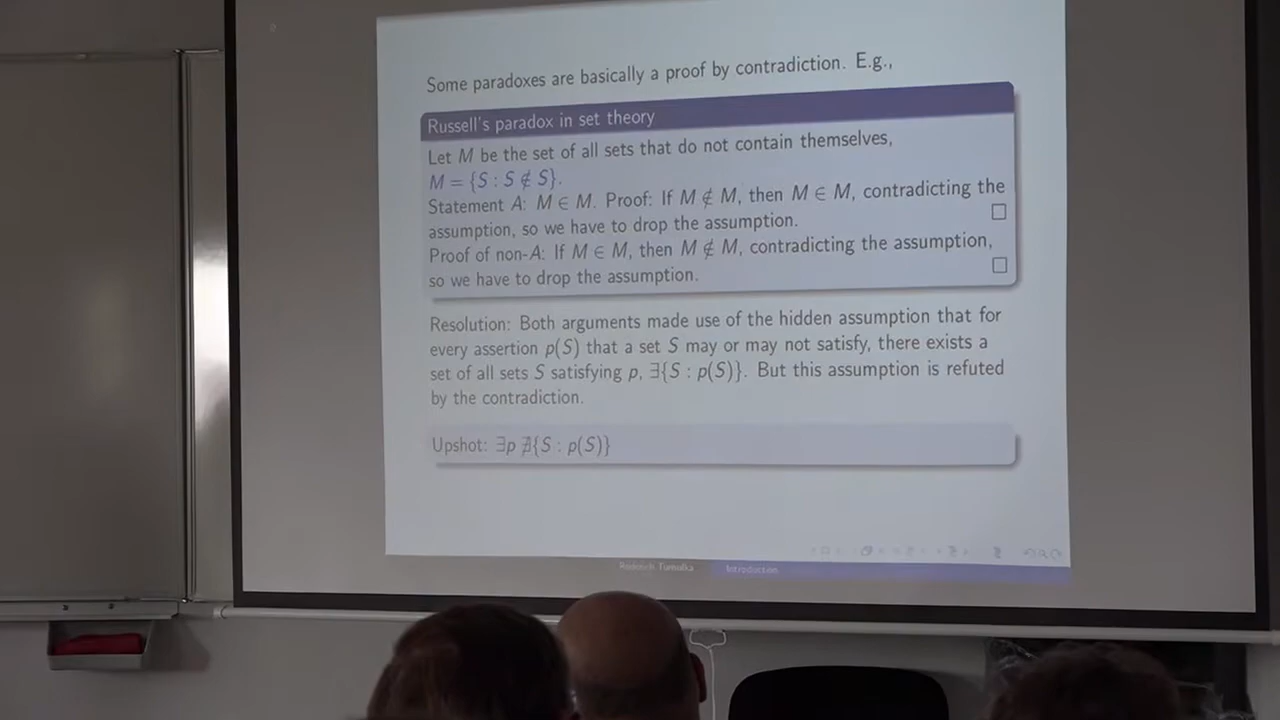 Some paradoxes are basically a proof by contradiction. E.g.,
Russell's paradox in set theory
Let M be the set of all sets that do not contain themselves,
M = {S : S ∉ S}.
Statement A: M ∈ M. Proof: If M ∉ M, then M ∈ M, contradicting the
assumption, so we have to drop the assumption. □
Proof of non-A: If M ∈ M, then M ∉ M, contradicting the assumption,
so we have to drop the assumption. □
Resolution: Both arguments made use of the hidden assumption that for
every assertion p(S) that a set S may or may not satisfy, there exists a
set of all sets S satisfying p, ∃{S : p(S)}. But this assumption is refuted
by the contradiction.
Upshot: ∃p ∄{S : p(S)}
Roderich Tumulka Introduction